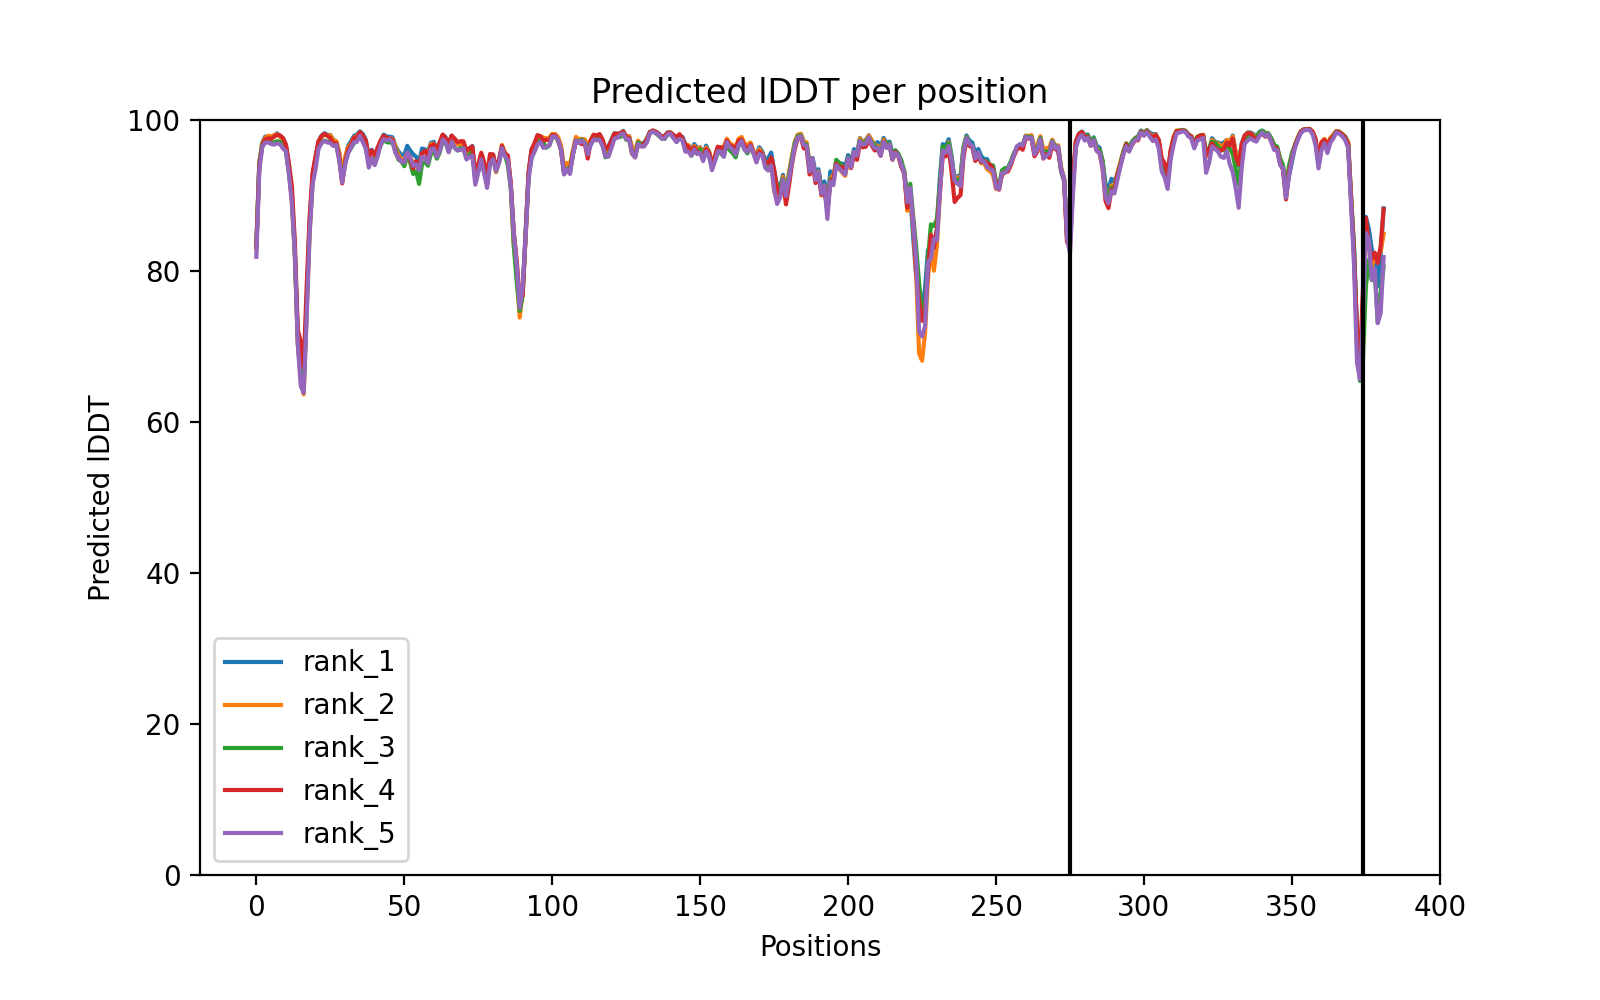 Predicted lDDT per position
100
80
60
40
20
0
Predicted lDDT
rank_1
rank_2
rank_3
rank_4
rank_5
0 50 100 150 200 250 300 350 400
Positions